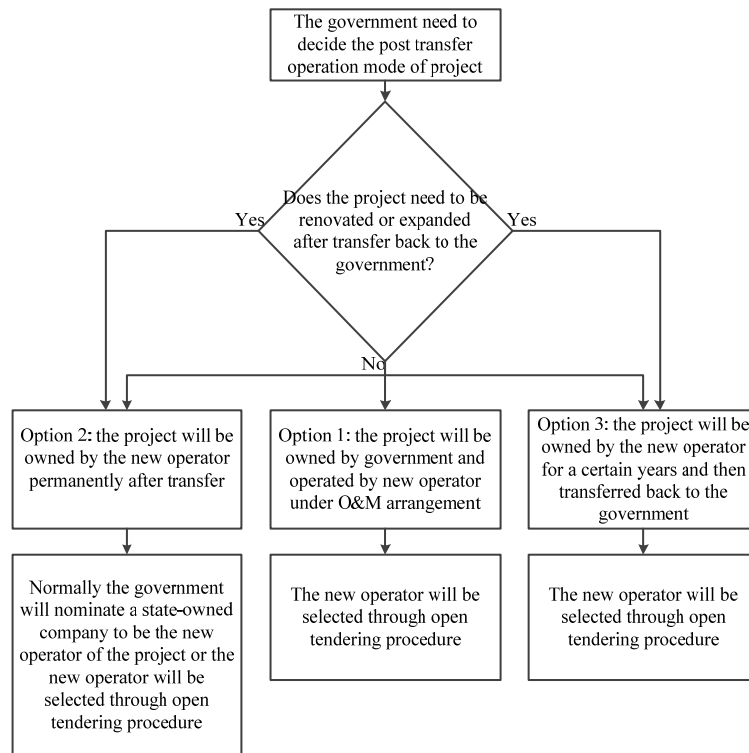 The government need to
decide the post transfer
operation mode of project
Does the project need to be
renovated or expanded
after transfer back to the
government?
Yes
Yes
No
Option 2: the project will be
owned by the new operator
permanently after transfer
Option 1: the project will be
owned by government and
operated by new operator
under O&M arrangement
Option 3: the project will be
owned by the new operator
for a certain years and then
transferred back to the
government
Normally the government
will nominate a state-owned
company to be the new
operator of the project or the
new operator will be
selected through open
tendering procedure
The new operator will be
selected through open
tendering procedure
The new operator will be
selected through open
tendering procedure